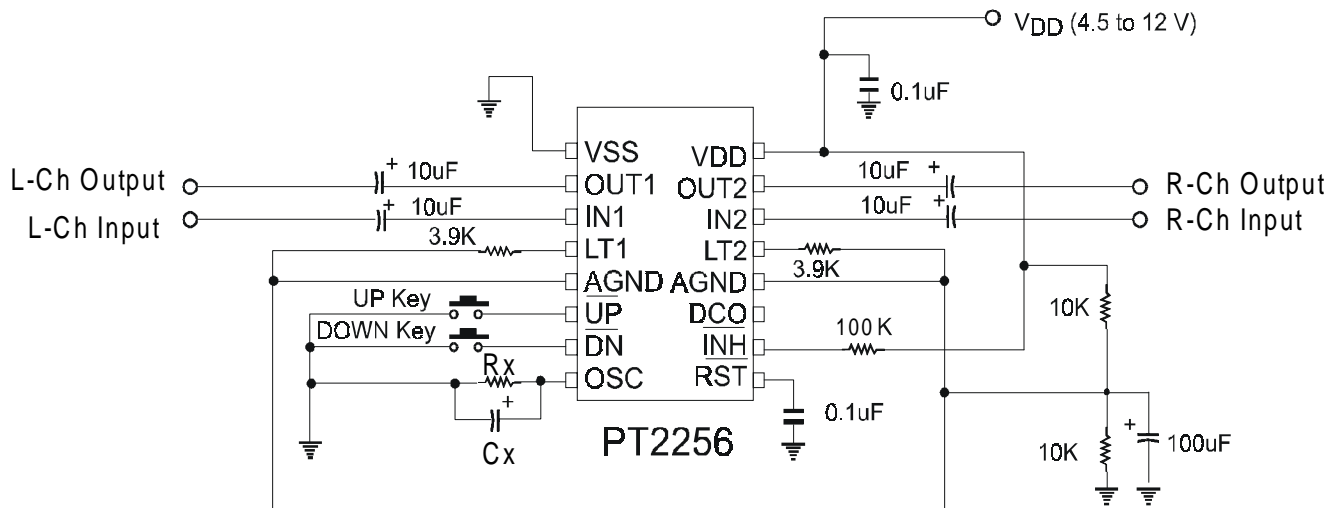 VDD (4.5 to 12 V)
0.1uF
VSS
VDD
L-Ch Output
+
10uF
OUT1
OUT2
10uF
+
R-Ch Output
L-Ch Input
+
10uF
IN1
IN2
10uF
+
R-Ch Input
3.9K
LT1
LT2
3.9K
AGND
AGND
UP Key
UP
DCO
10K
DOWN Key
DN
INH
100 K
Rx
OSC
RST
+
Cx
0.1uF
PT2256
10K
+
100uF